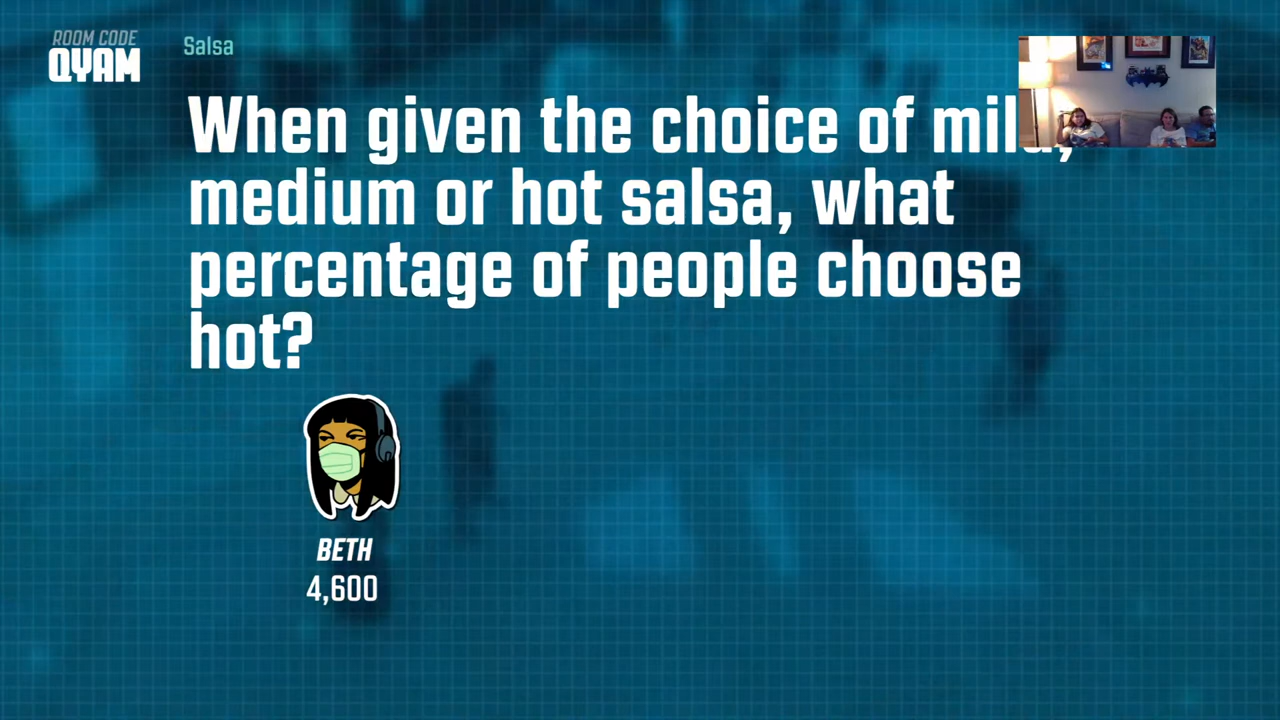 ROOM CODE
QYAM
Salsa
When given the choice of mild,
medium or hot salsa, what
percentage of people choose
hot?
BETH
4,600